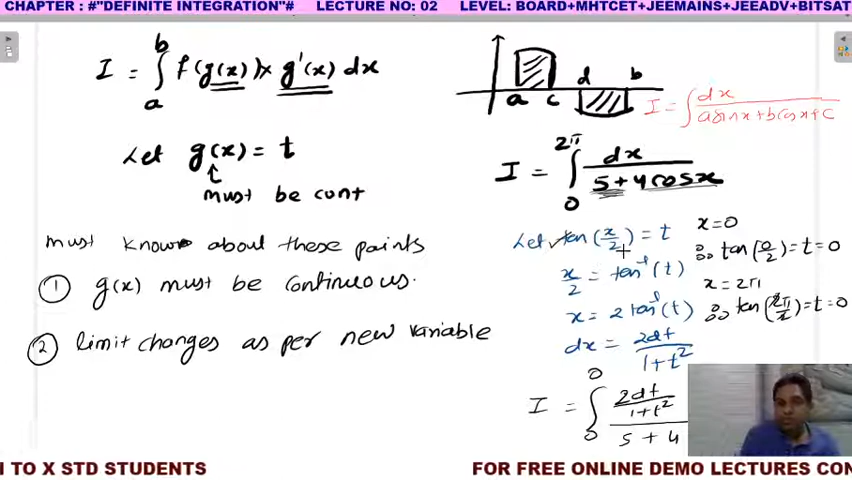 CHAPTER : #"DEFINITE INTEGRATION"# LECTURE NO: 02 LEVEL: BOARD+MHTCET+JEEMAINS+JEEADV+BITSAT
I = ∫_a^b f(g(x)) × g'(x) dx
Let g(x) = t
must be cont
must know about these points
① g(x) must be continuous.
② limit changes as per new variable
a c d b
I = ∫ dx / (a sin x + b cos x + c)
I = ∫_0^{2π} dx / (5 + 4 cos x)
Let tan(x/2) = t
x/2 = tan⁻¹(t)
x = 2 tan⁻¹(t)
dx = 2dt / (1+t²)
x = 0
∴ tan(0/2) = t = 0
x = 2π
∴ tan(2π/2) = t = 0
I = ∫_0^0 (2dt / (1+t²)) / (5 + 4
I TO X STD STUDENTS
FOR FREE ONLINE DEMO LECTURES CON